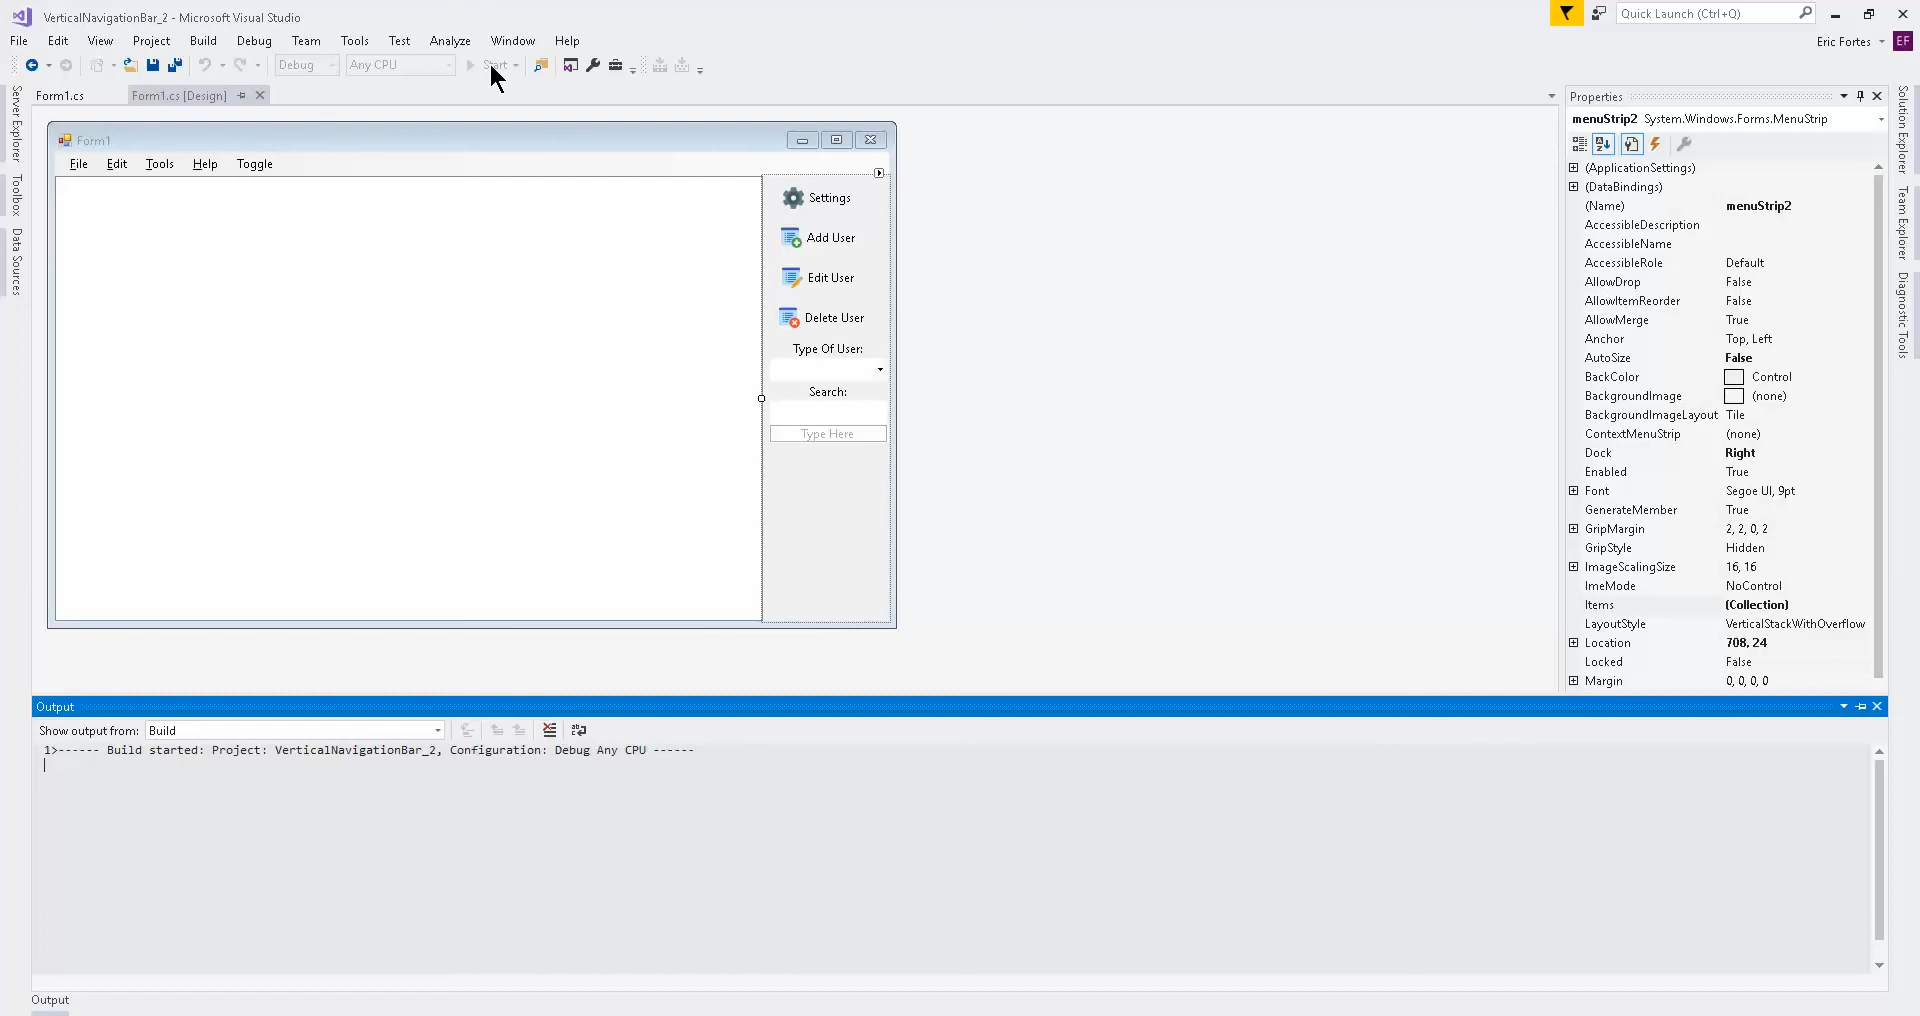 VerticalNavigationBar_2 - Microsoft Visual Studio
Quick Launch (Ctrl+Q)
File Edit View Project Build Debug Team Tools Test Analyze Window Help
Eric Fortes EF
Debug Any CPU Start
Form1.cs Form1.cs [Design]
Server Explorer
Toolbox
Data Sources
Form1
File Edit Tools Help Toggle
Settings
Add User
Edit User
Delete User
Type Of User:
Search:
Type Here
Properties
menuStrip2 System.Windows.Forms.MenuStrip
(ApplicationSettings)
(DataBindings)
(Name) menuStrip2
AccessibleDescription
AccessibleName
AccessibleRole Default
AllowDrop False
AllowItemReorder False
AllowMerge True
Anchor Top, Left
AutoSize False
BackColor Control
BackgroundImage (none)
BackgroundImageLayout Tile
ContextMenuStrip (none)
Dock Right
Enabled True
Font Segoe UI, 9pt
GenerateMember True
GripMargin 2, 2, 0, 2
GripStyle Hidden
ImageScalingSize 16, 16
ImeMode NoControl
Items (Collection)
LayoutStyle VerticalStackWithOverflow
Location 708, 24
Locked False
Margin 0, 0, 0, 0
Solution Explorer
Team Explorer
Diagnostic Tools
Output
Show output from: Build
1>------ Build started: Project: VerticalNavigationBar_2, Configuration: Debug Any CPU ------
Output